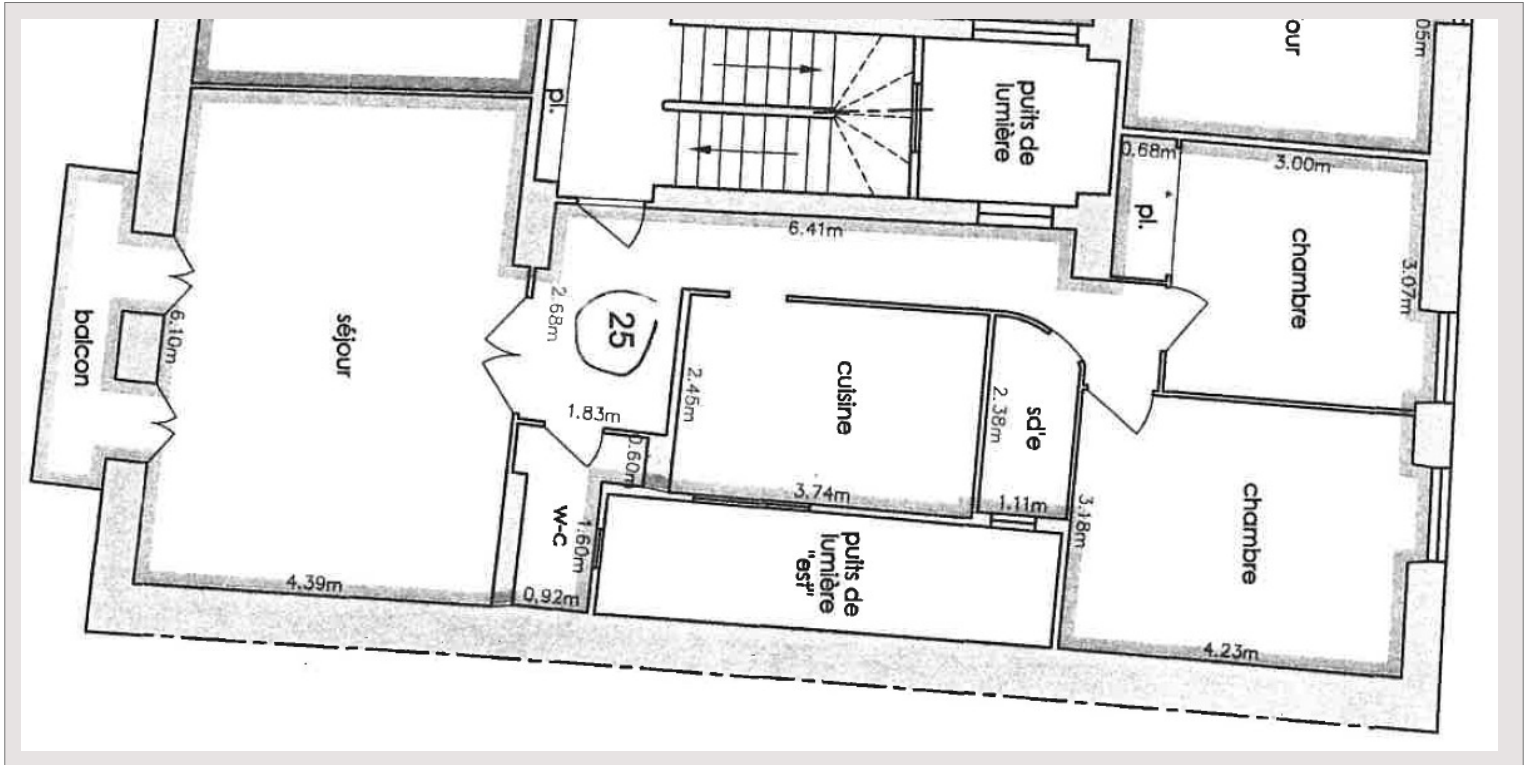 our
.05m
pl.
puits de
lumière
0.68m
3.00m
pl.
chambre
3.07m
6.41m
2.68m
25
séjour
6.10m
balcon
2.45m
cuisine
2.38m
sd'e
1.83m
0.60m
3.74m
1.11m
3.18m
chambre
w-c
1.60m
puits de
lumière
"est"
4.39m
0.92m
4.23m